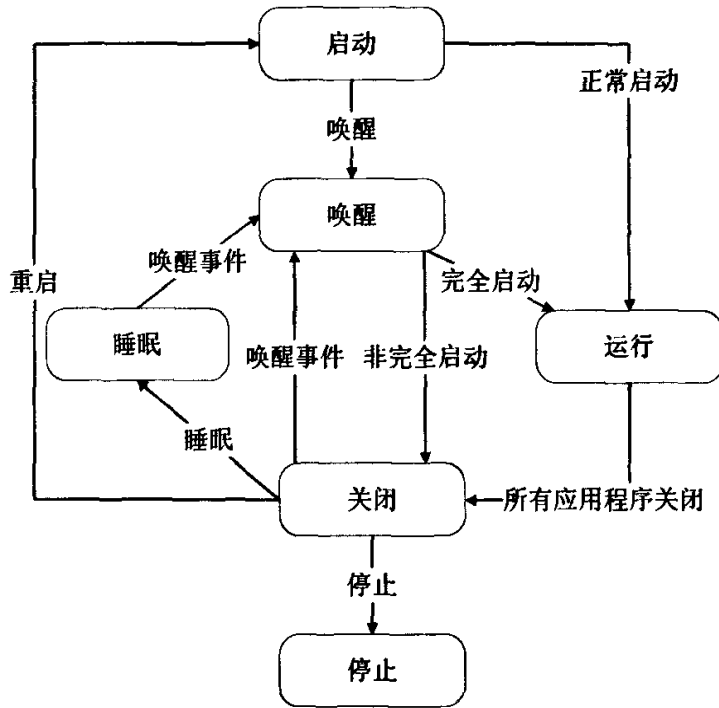 启动
正常启动
唤醒
唤醒
唤醒事件
完全启动
重启
睡眠
唤醒事件
非完全启动
运行
睡眠
关闭
所有应用程序关闭
停止
停止